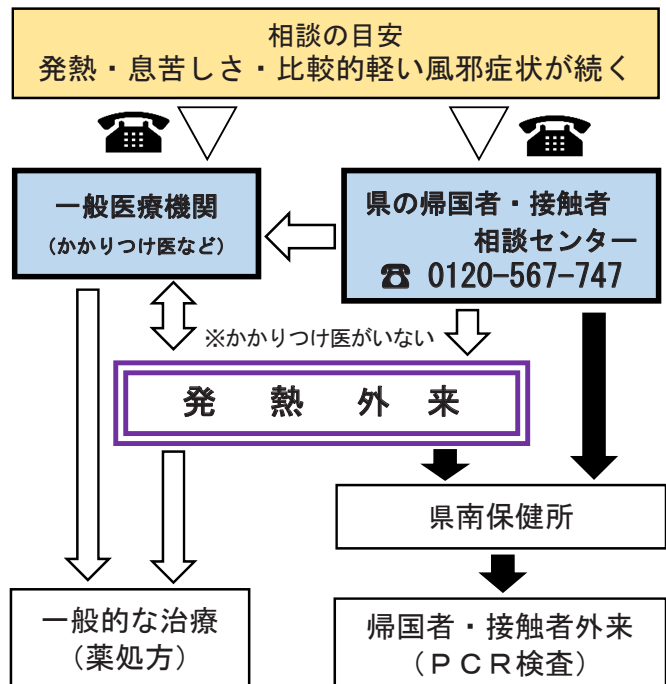 相談の目安
発熱・息苦しさ・比較的軽い風邪症状が続く
一般医療機関
（かかりつけ医など）
県の帰国者・接触者
相談センター
☎ 0120-567-747
※かかりつけ医がいない
発熱外来
県南保健所
一般的な治療
（薬処方）
帰国者・接触者外来
（ＰＣＲ検査）